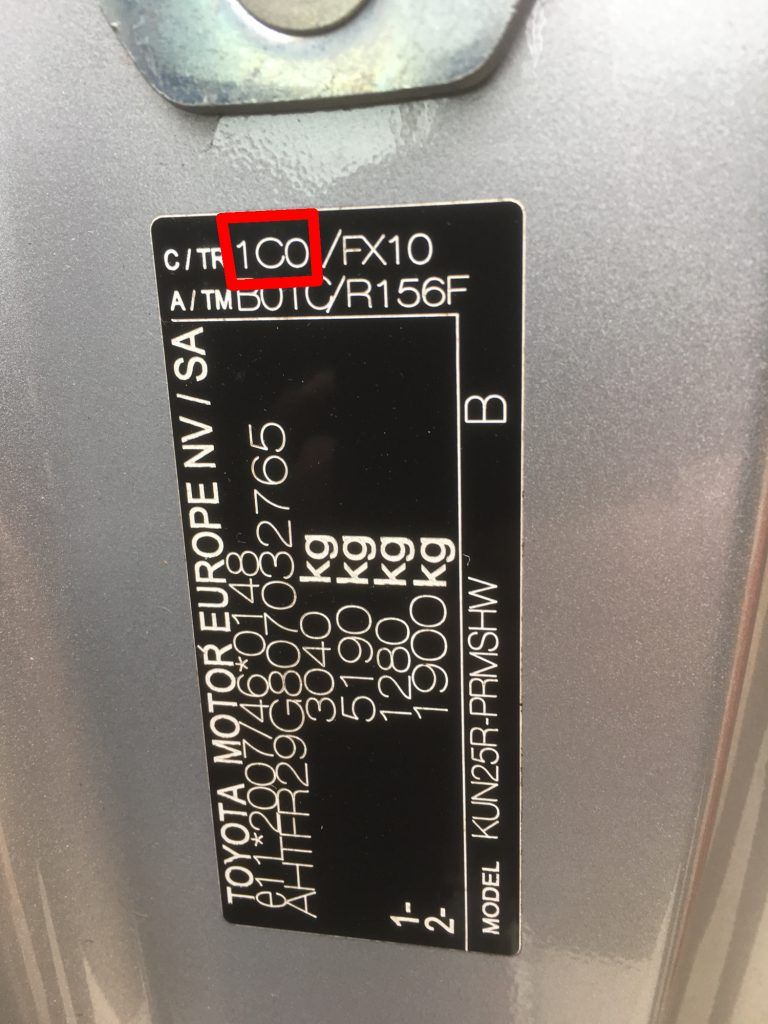 C/TR 1C0 /FX10
A/TM B01C/R156F
TOYOTA MOTOR EUROPE NV / SA
e11*2007/46*0148
AHTFR29G807032765
3040 kg
5190 kg
1- 1280 kg
2- 1900 kg
MODEL KUN25R-PRMSHW B